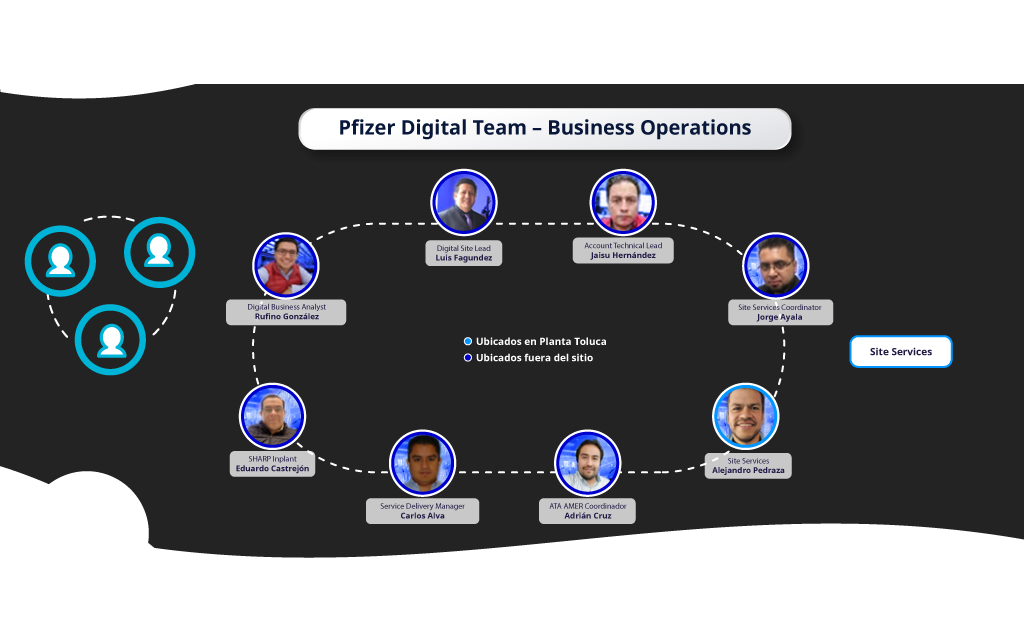 Pfizer Digital Team – Business Operations
Digital Site Lead
Luis Fagundez
Account Technical Lead
Jaisu Hernández
Digital Business Analyst
Rufino González
Site Services Coordinator
Jorge Ayala
Ubicados en Planta Toluca
Ubicados fuera del sitio
Site Services
SHARP Inplant
Eduardo Castrejón
Site Services
Alejandro Pedraza
Service Delivery Manager
Carlos Alva
ATA AMER Coordinador
Adrián Cruz